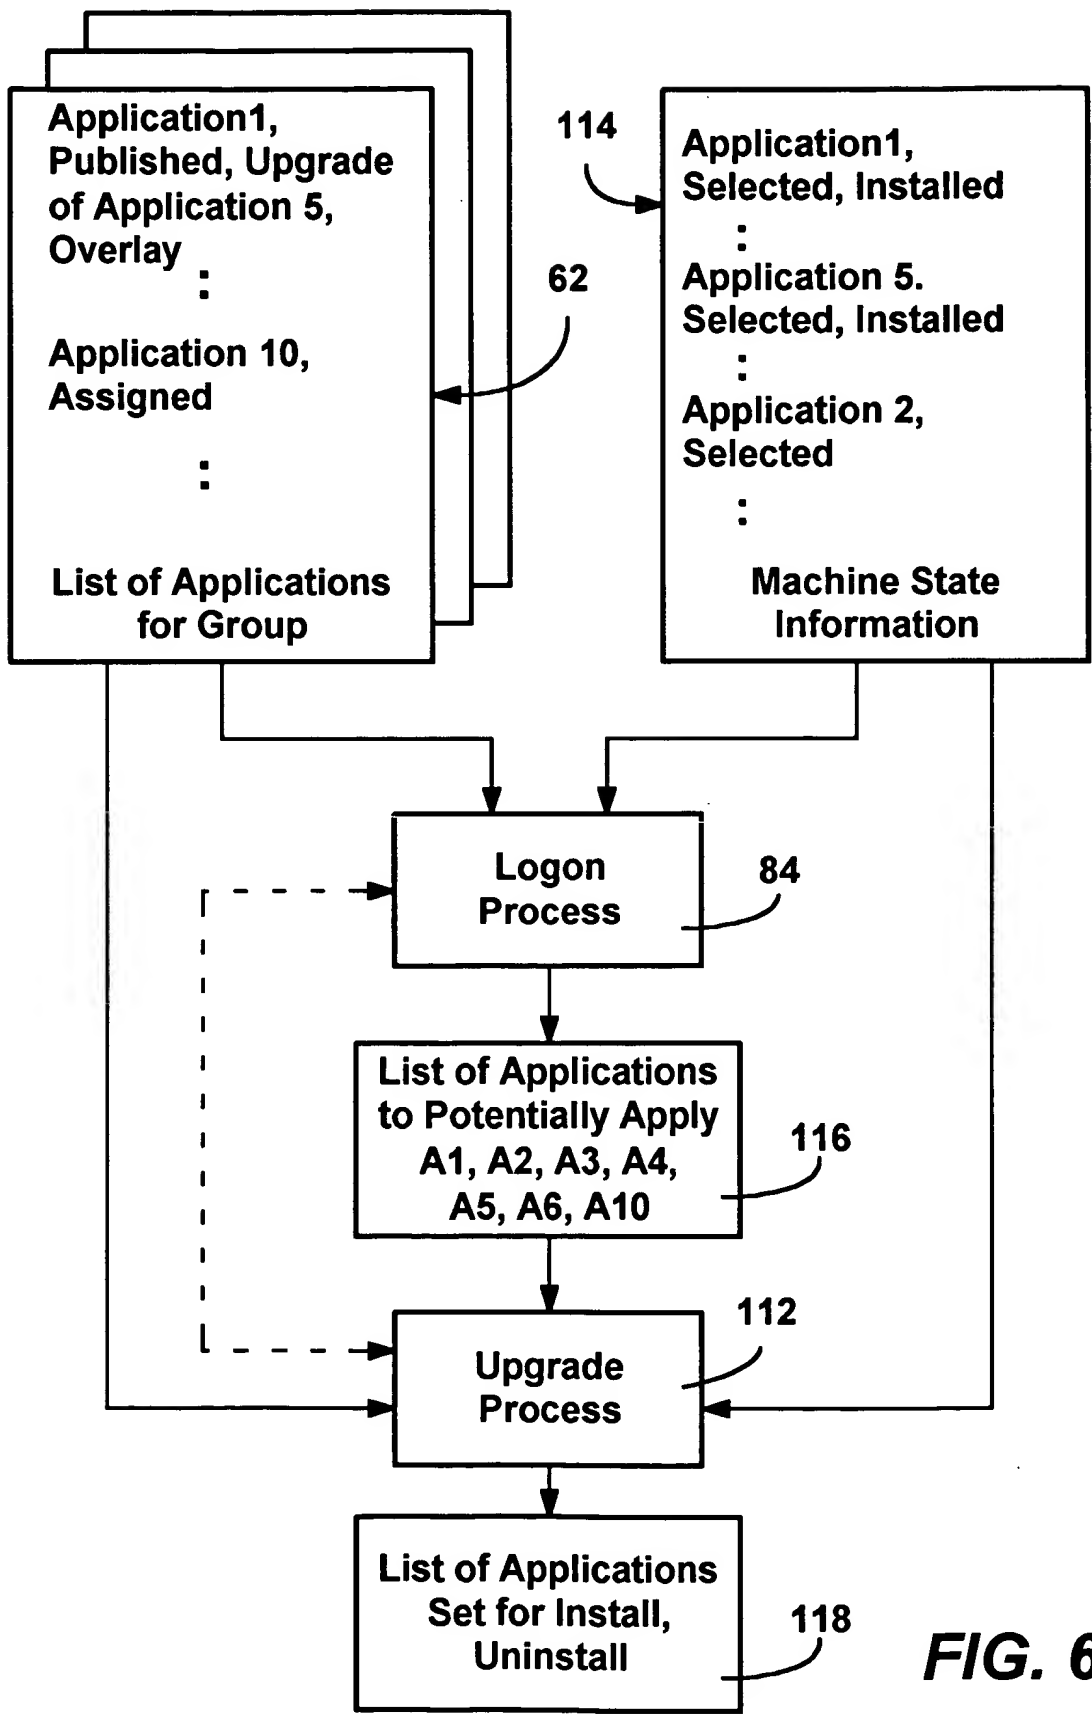 Application1,
Published, Upgrade
of Application 5,
Overlay
:
Application 10,
Assigned
:
List of Applications
for Group
62
114
Application1,
Selected, Installed
:
Application 5.
Selected, Installed
:
Application 2,
Selected
:
Machine State
Information
Logon
Process
84
List of Applications
to Potentially Apply
A1, A2, A3, A4,
A5, A6, A10
116
Upgrade
Process
112
List of Applications
Set for Install,
Uninstall
118
FIG. 6